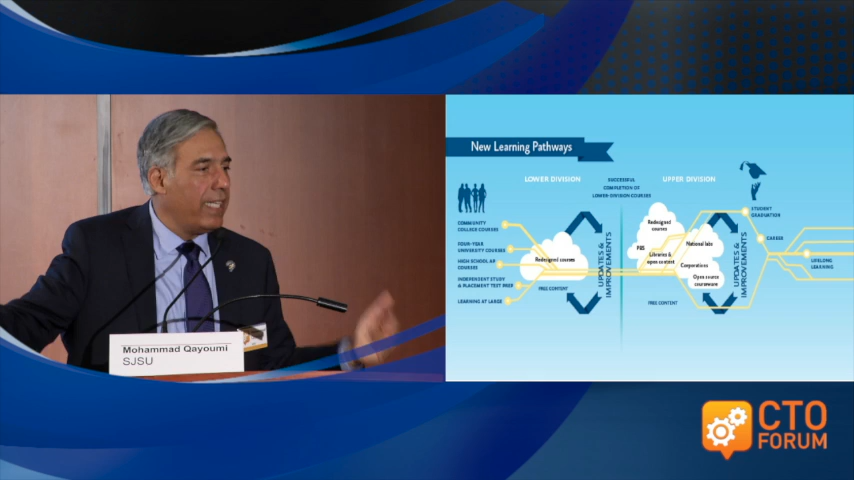 Mohammad Qayoumi
SJSU
New Learning Pathways
LOWER DIVISION
SUCCESSFUL
COMPLETION OF
LOWER-DIVISION COURSES
UPPER DIVISION
COMMUNITY
COLLEGE COURSES
FOUR-YEAR
UNIVERSITY COURSES
HIGH SCHOOL AP
COURSES
INDEPENDENT STUDY
& PLACEMENT TEST PREP
LEARNING AT LARGE
Redesigned courses
FREE CONTENT
UPDATES &
IMPROVEMENTS
Redesigned
courses
PBS
Libraries &
open content
National labs
Corporations
Open source
courseware
FREE CONTENT
UPDATES &
IMPROVEMENTS
STUDENT
GRADUATION
CAREER
LIFELONG
LEARNING
CTO
FORUM